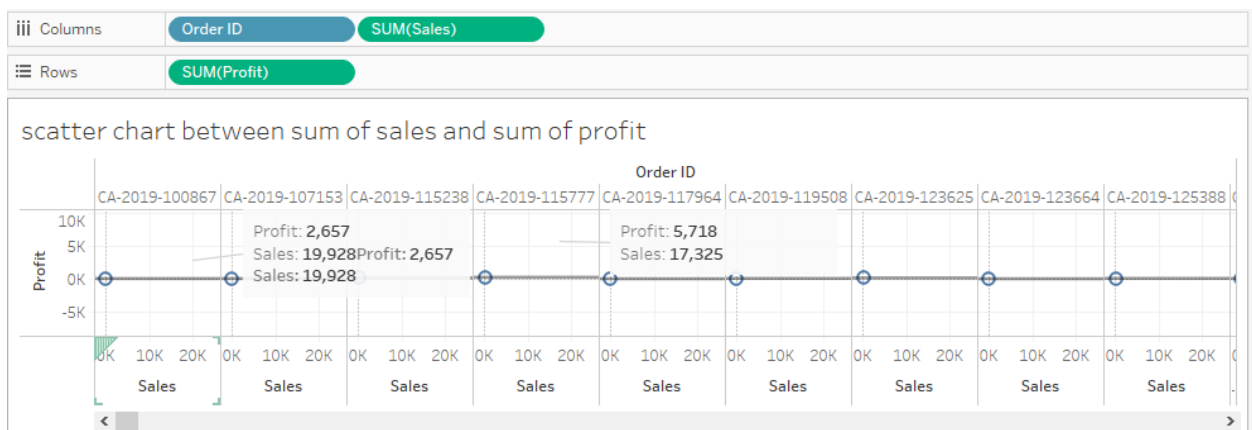 Columns Order ID SUM(Sales)
Rows SUM(Profit)
scatter chart between sum of sales and sum of profit
Order ID
CA-2019-100867 CA-2019-107153 CA-2019-115238 CA-2019-115777 CA-2019-117964 CA-2019-119508 CA-2019-123625 CA-2019-123664 CA-2019-125388
Profit
10K
5K
0K
-5K
Profit: 2,657
Sales: 19,928Profit: 2,657
Sales: 19,928
Profit: 5,718
Sales: 17,325
0K 10K 20K 0K 10K 20K 0K 10K 20K 0K 10K 20K 0K 10K 20K 0K 10K 20K 0K 10K 20K 0K 10K 20K 0K 10K 20K
Sales Sales Sales Sales Sales Sales Sales Sales Sales